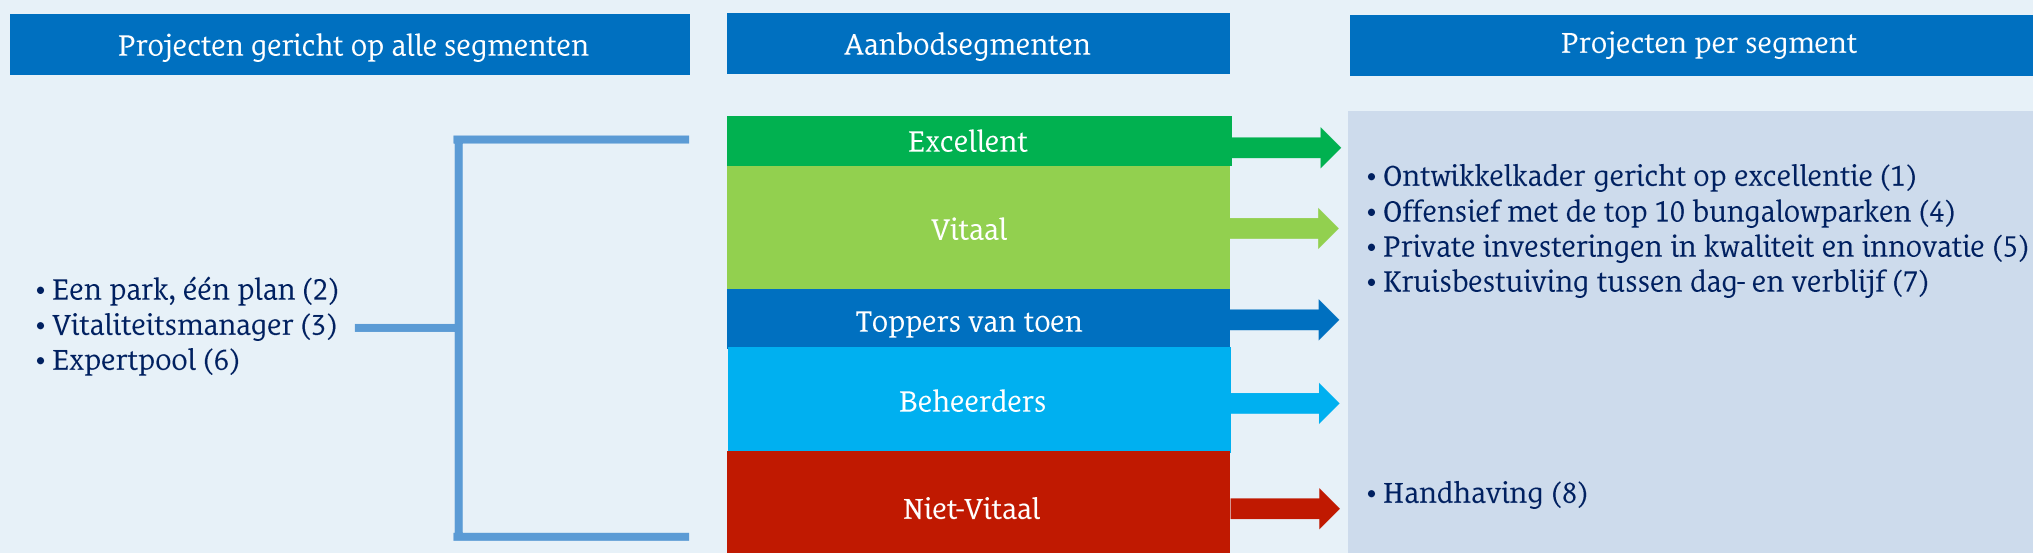 Projecten gericht op alle segmenten
Aanbodsegmenten
Projecten per segment
• Een park, één plan (2)
• Vitaliteitsmanager (3)
• Expertpool (6)
Excellent
Vitaal
Toppers van toen
Beheerders
Niet-Vitaal
• Ontwikkelkader gericht op excellentie (1)
• Offensief met de top 10 bungalowparken (4)
• Private investeringen in kwaliteit en innovatie (5)
• Kruisbestuiving tussen dag- en verblijf (7)
• Handhaving (8)